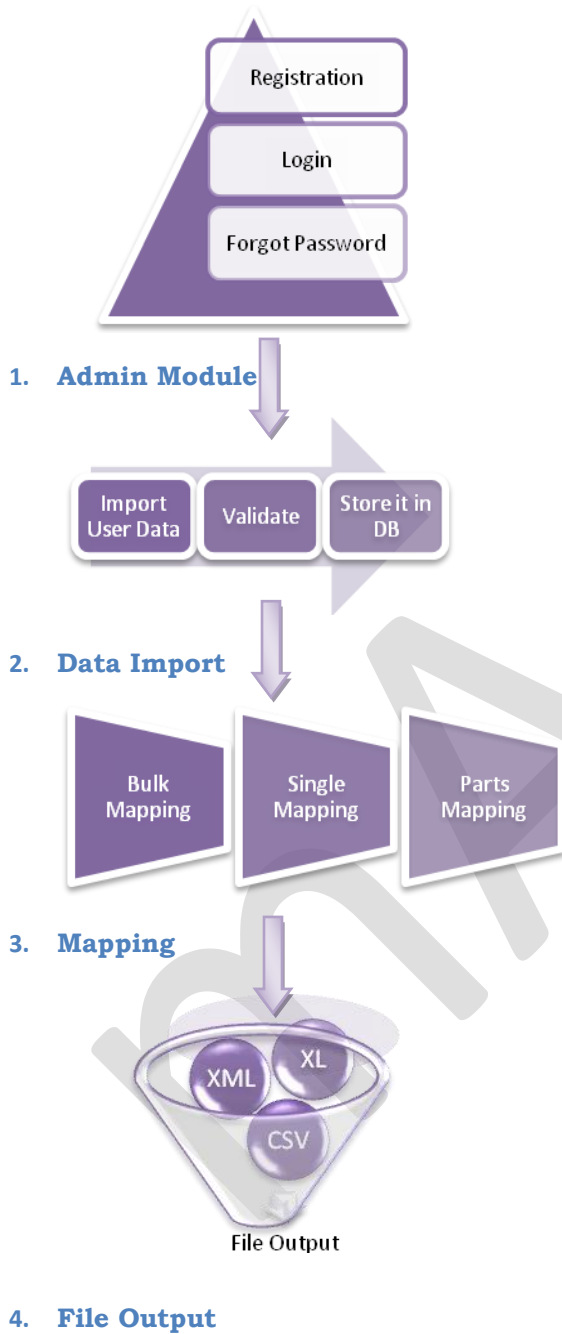 Registration
Login
Forgot Password
1. Admin Module
Import
User Data
Validate
Store it in
DB
2. Data Import
Bulk
Mapping
Single
Mapping
Parts
Mapping
3. Mapping
XML
XL
CSV
File Output
4. File Output